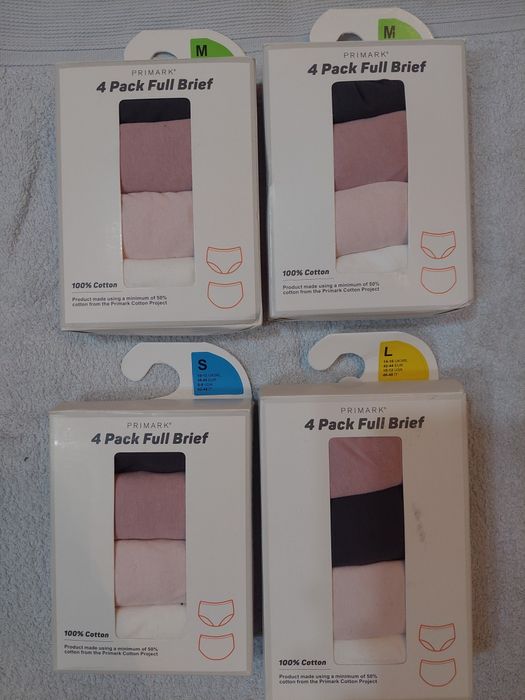 M
PRIMARK®
4 Pack Full Brief
100% Cotton
Product made using a minimum of 50%
cotton from the Primark Cotton Project
M
PRIMARK®
4 Pack Full Brief
100% Cotton
Product made using a minimum of 50%
cotton from the Primark Cotton Project
S
PRIMARK®
4 Pack Full Brief
100% Cotton
Product made using a minimum of 50%
cotton from the Primark Cotton Project
L
PRIMARK®
4 Pack Full Brief
100% Cotton
Product made using a minimum of 50%
cotton from the Primark Cotton Project